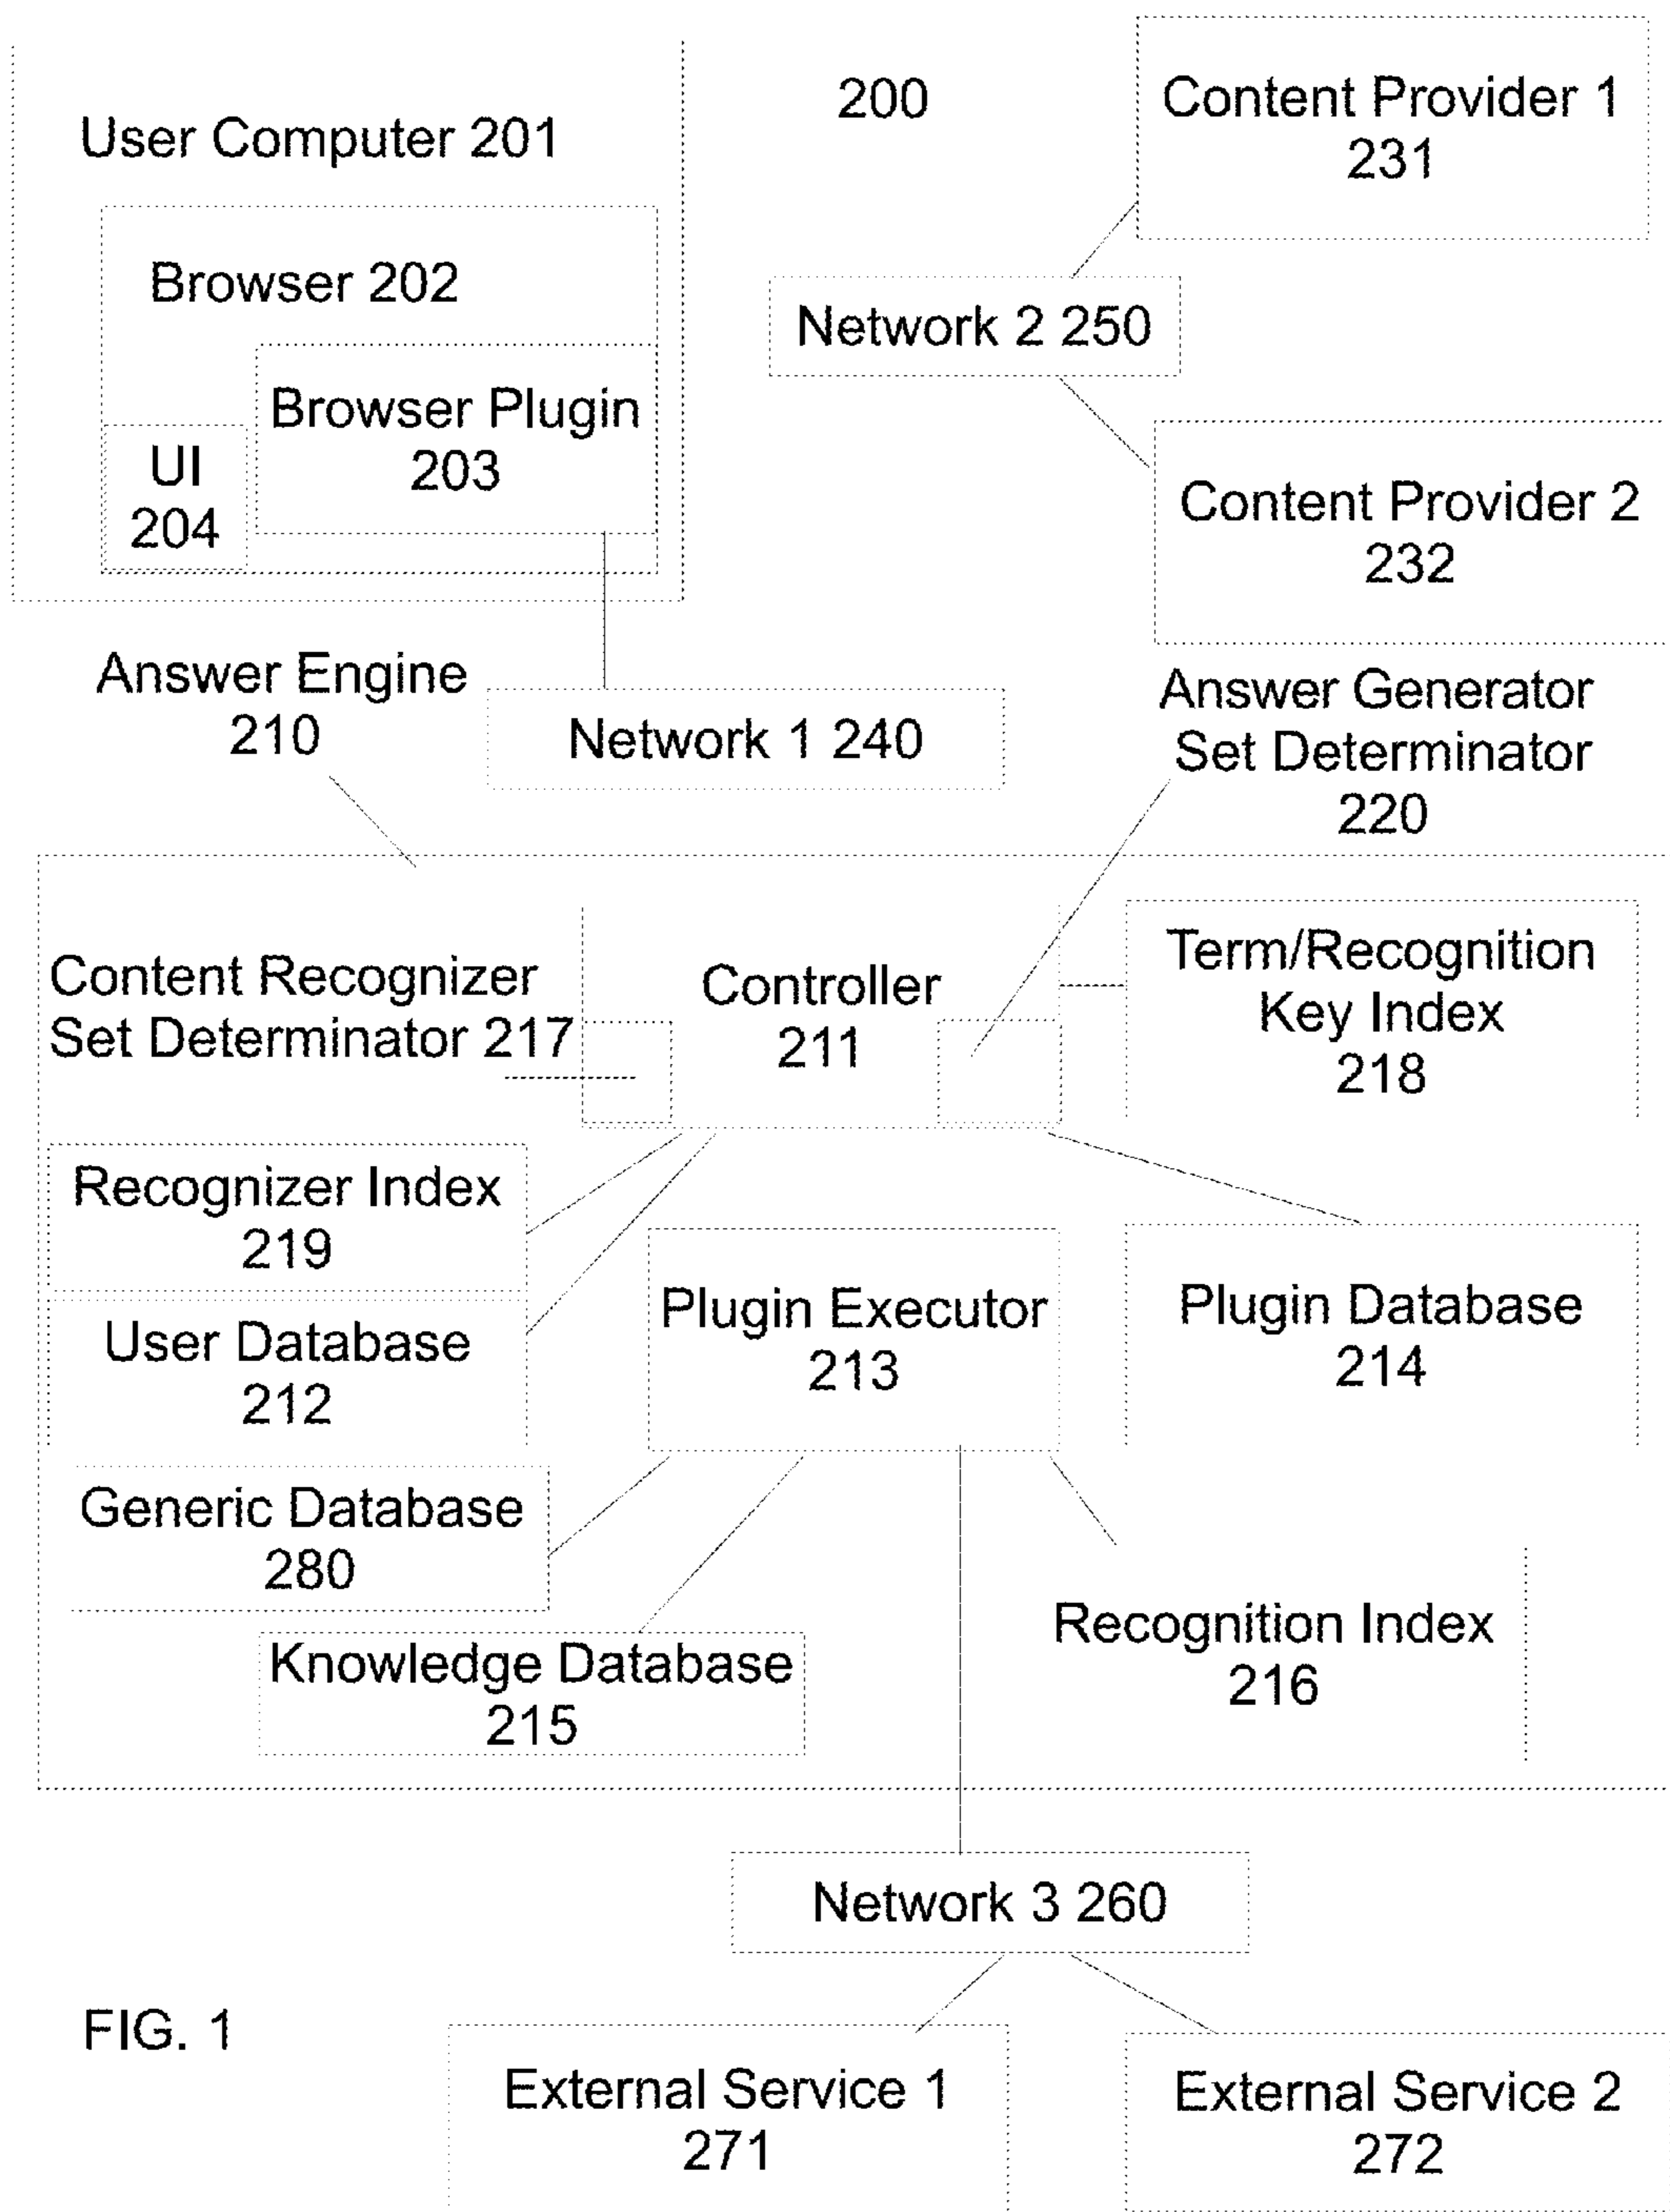 200
User Computer 201
Browser 202
Browser Plugin
203
UI
204
Content Provider 1
231
Network 2 250
Content Provider 2
232
Answer Engine
210
Network 1 240
Answer Generator
Set Determinator
220
Content Recognizer
Set Determinator 217
Controller
211
Term/Recognition
Key Index
218
Recognizer Index
219
User Database
212
Plugin Executor
213
Plugin Database
214
Generic Database
280
Knowledge Database
215
Recognition Index
216
Network 3 260
FIG. 1
External Service 1
271
External Service 2
272